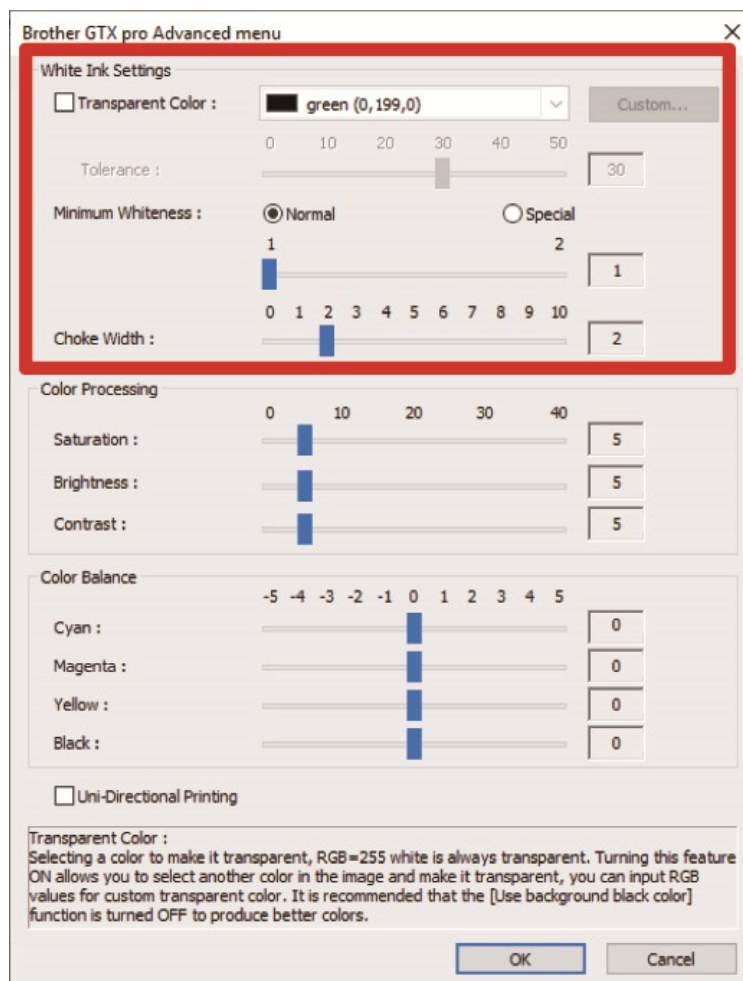 Brother GTX pro Advanced menu
White Ink Settings
Transparent Color : green (0,199,0) Custom...
0 10 20 30 40 50
Tolerance : 30
Minimum Whiteness : Normal Special
1 2
1
0 1 2 3 4 5 6 7 8 9 10
Choke Width : 2
Color Processing
0 10 20 30 40
Saturation : 5
Brightness : 5
Contrast : 5
Color Balance
-5 -4 -3 -2 -1 0 1 2 3 4 5
Cyan : 0
Magenta : 0
Yellow : 0
Black : 0
Uni-Directional Printing
Transparent Color :
Selecting a color to make it transparent, RGB=255 white is always transparent. Turning this feature
ON allows you to select another color in the image and make it transparent, you can input RGB
values for custom transparent color. It is recommended that the [Use background black color]
function is turned OFF to produce better colors.
OK Cancel